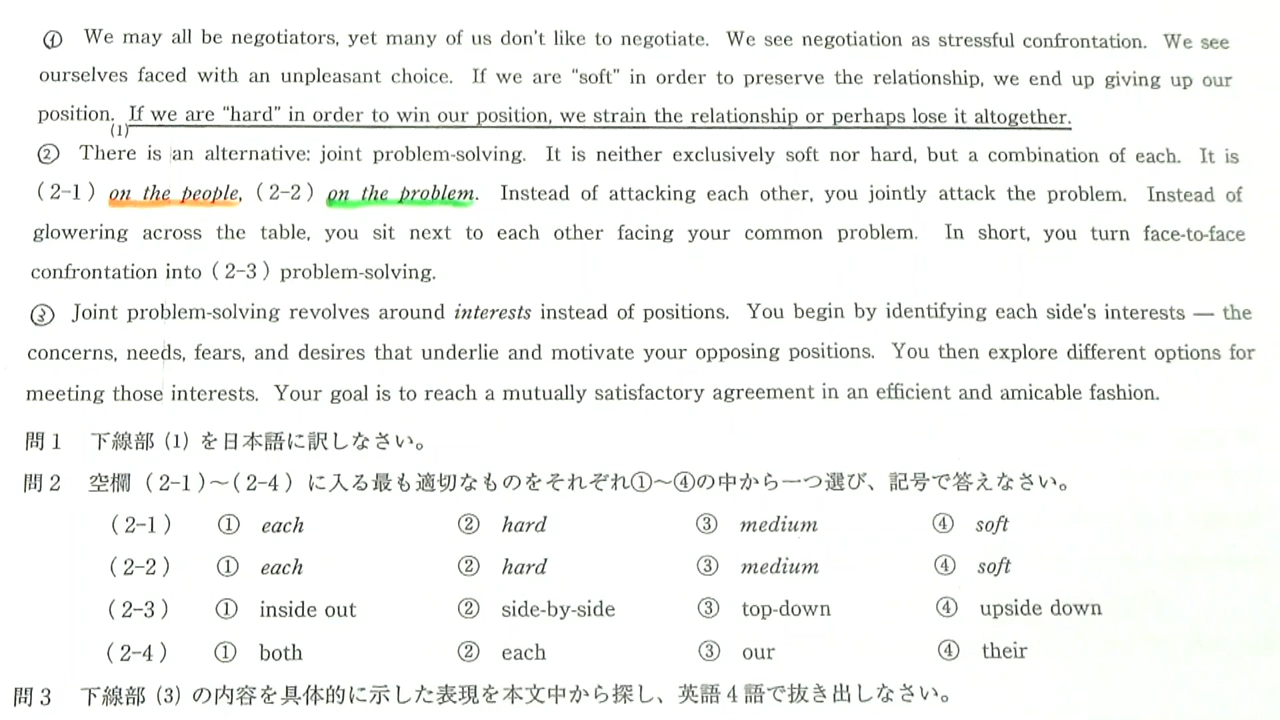 ① We may all be negotiators, yet many of us don't like to negotiate. We see negotiation as stressful confrontation. We see
ourselves faced with an unpleasant choice. If we are "soft" in order to preserve the relationship, we end up giving up our
position. If we are "hard" in order to win our position, we strain the relationship or perhaps lose it altogether.
(1)
② There is an alternative: joint problem-solving. It is neither exclusively soft nor hard, but a combination of each. It is
(2-1) on the people, (2-2) on the problem. Instead of attacking each other, you jointly attack the problem. Instead of
glowering across the table, you sit next to each other facing your common problem. In short, you turn face-to-face
confrontation into (2-3) problem-solving.
③ Joint problem-solving revolves around interests instead of positions. You begin by identifying each side's interests — the
concerns, needs, fears, and desires that underlie and motivate your opposing positions. You then explore different options for
meeting those interests. Your goal is to reach a mutually satisfactory agreement in an efficient and amicable fashion.
問1 下線部 (1) を日本語に訳しなさい。
問2 空欄 (2-1)～(2-4) に入る最も適切なものをそれぞれ①～④の中から一つ選び、記号で答えなさい。
(2-1) ① each ② hard ③ medium ④ soft
(2-2) ① each ② hard ③ medium ④ soft
(2-3) ① inside out ② side-by-side ③ top-down ④ upside down
(2-4) ① both ② each ③ our ④ their
問3 下線部 (3) の内容を具体的に示した表現を本文中から探し、英語4語で抜き出しなさい。